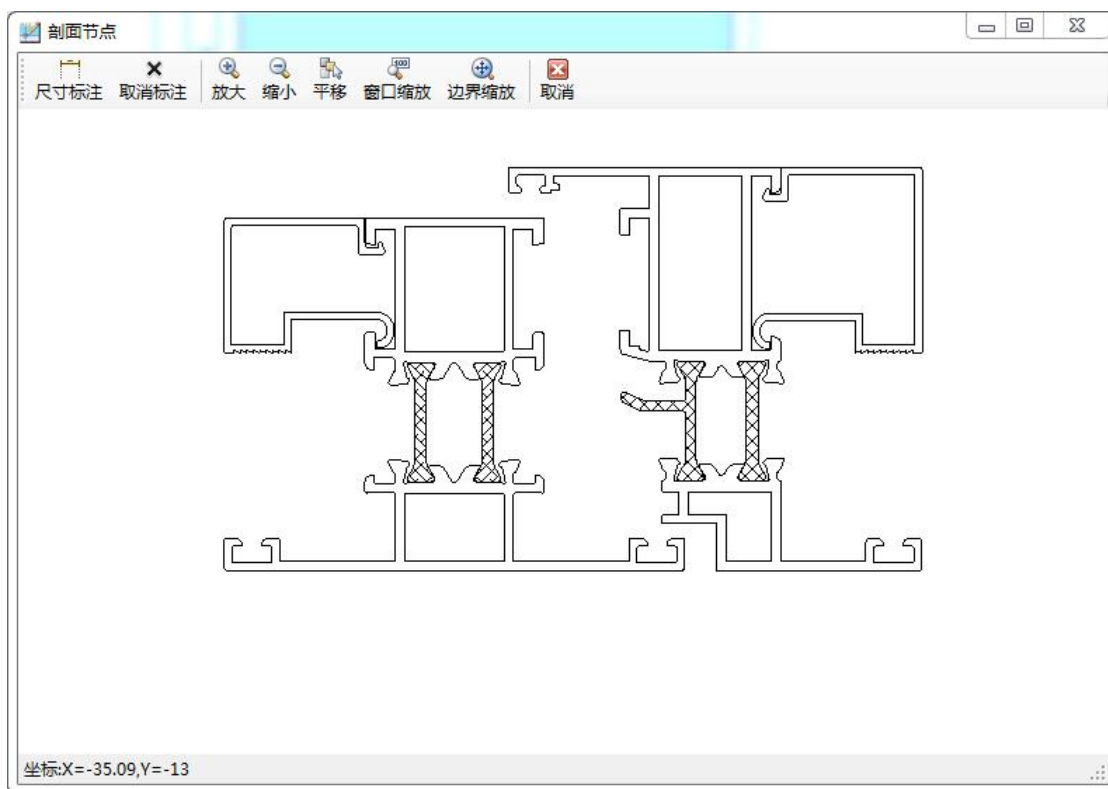 剖面节点
尺寸标注 取消标注 放大 缩小 平移 窗口缩放 边界缩放 取消
坐标:X=-35.09,Y=-13